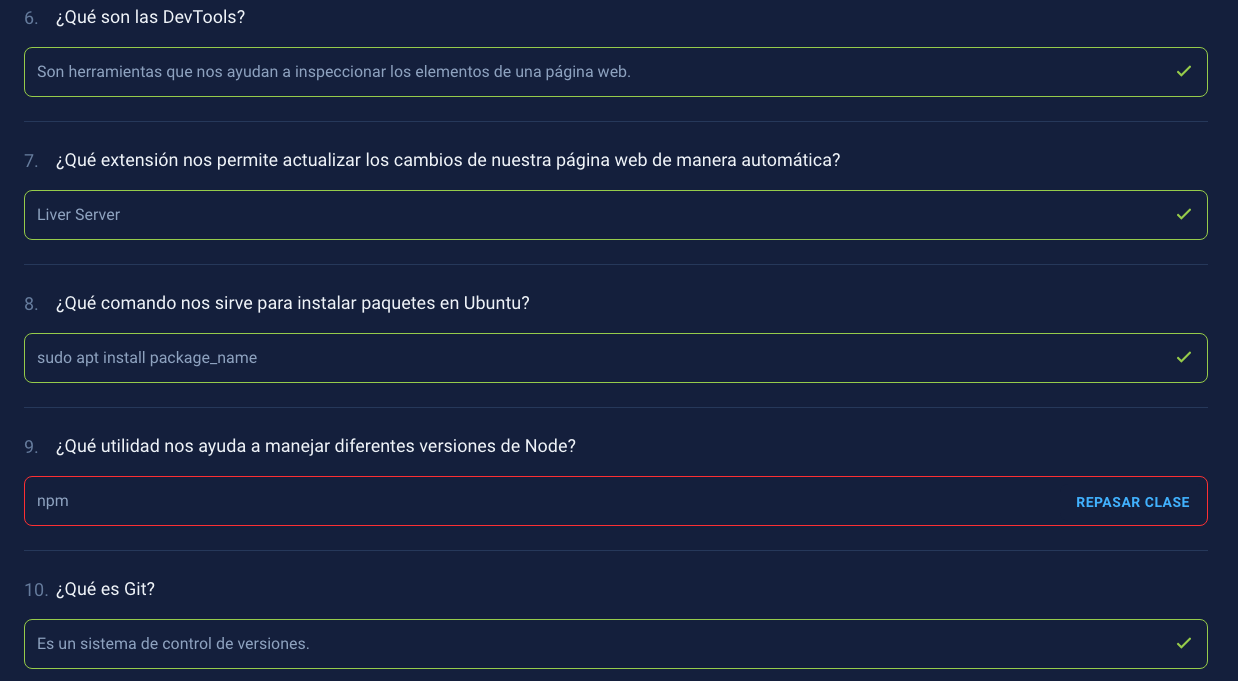 6. ¿Qué son las DevTools?
Son herramientas que nos ayudan a inspeccionar los elementos de una página web.
7. ¿Qué extensión nos permite actualizar los cambios de nuestra página web de manera automática?
Liver Server
8. ¿Qué comando nos sirve para instalar paquetes en Ubuntu?
sudo apt install package_name
9. ¿Qué utilidad nos ayuda a manejar diferentes versiones de Node?
npm REPASAR CLASE
10. ¿Qué es Git?
Es un sistema de control de versiones.